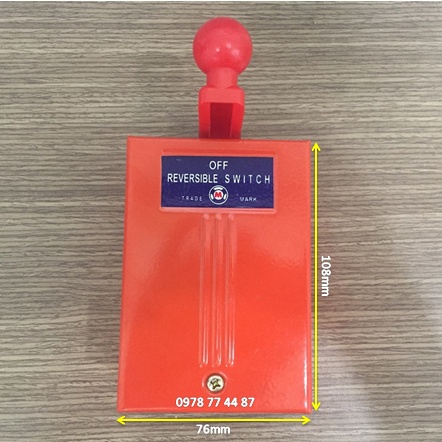 OFF
REVERSIBLE SWITCH
TRADE M MARK
108mm
0978 77 44 87
76mm